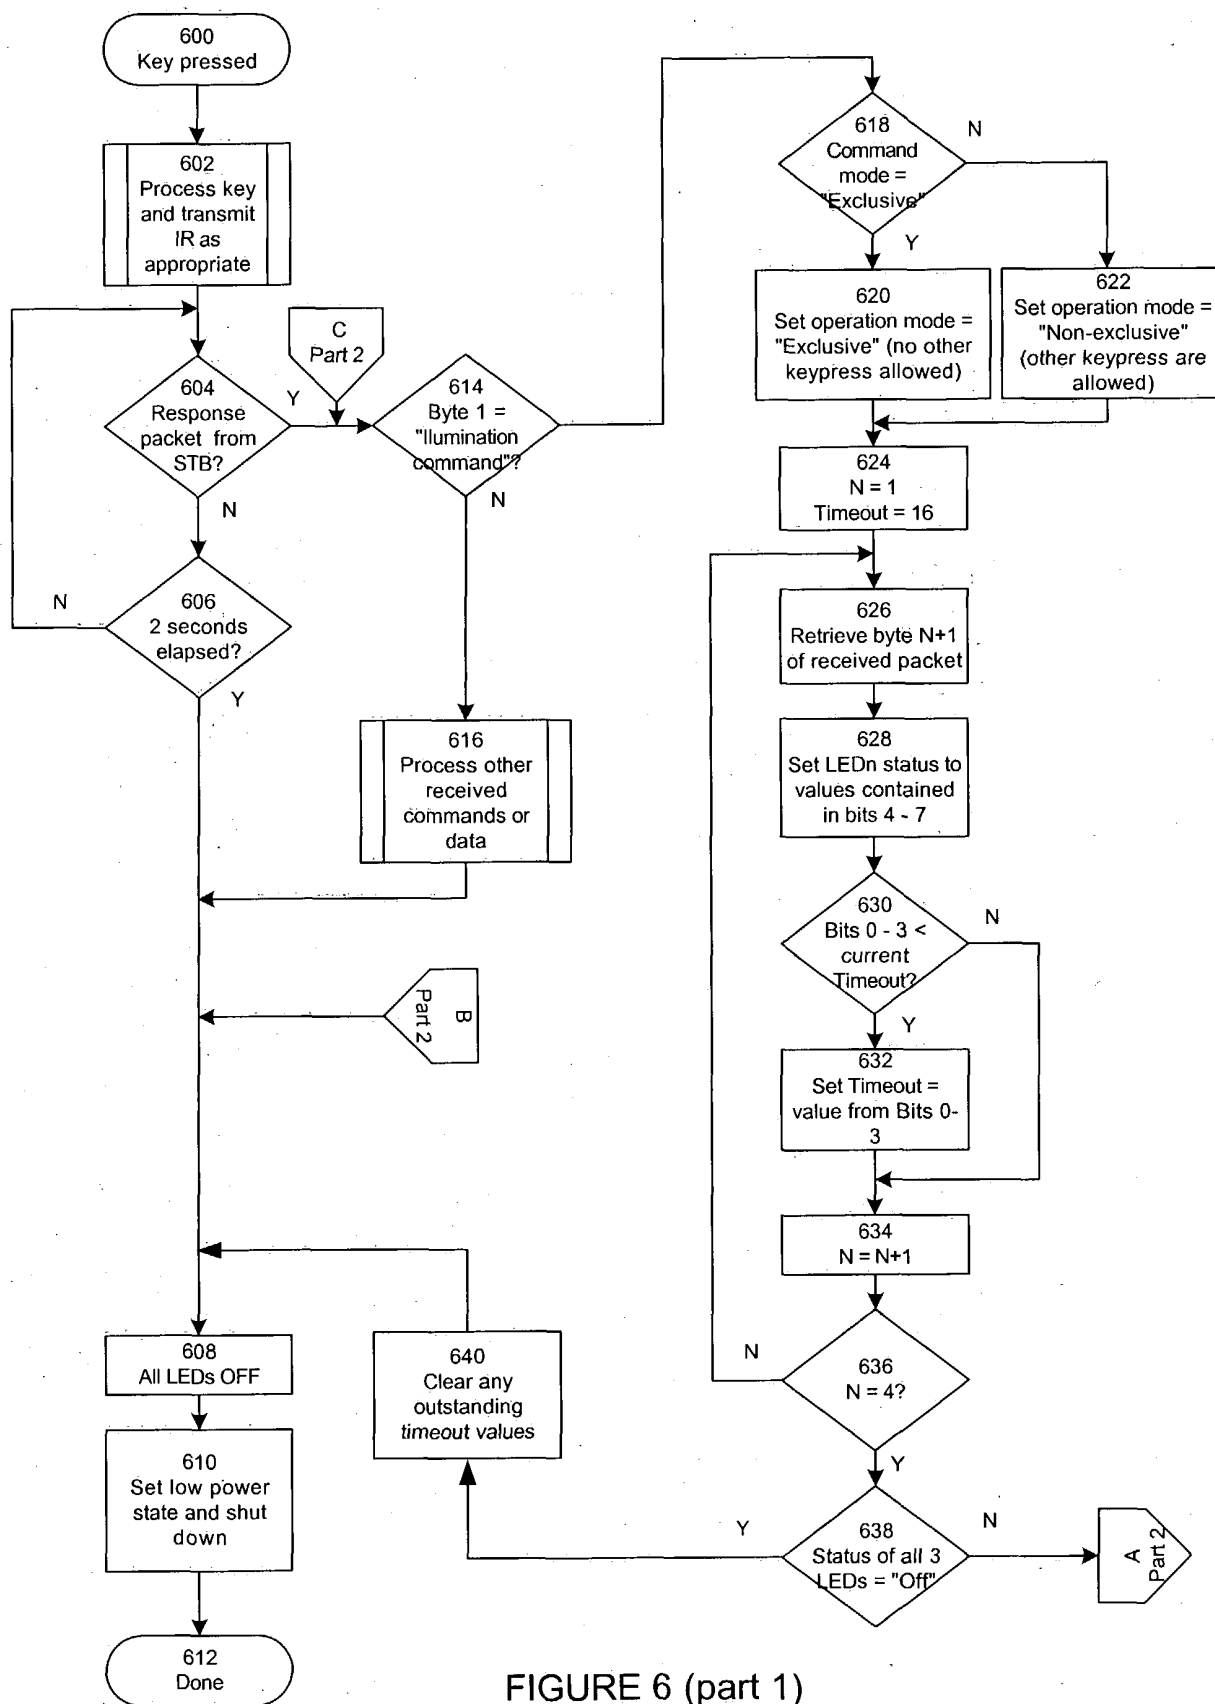 600
Key pressed
602
Process key
and transmit
IR as
appropriate
C
Part 2
604
Response
packet from
STB?
Y
N
606
2 seconds
elapsed?
N
Y
614
Byte 1 =
"Ilumination
command"?
N
616
Process other
received
commands or
data
B
Part 2
608
All LEDs OFF
610
Set low power
state and shut
down
612
Done
640
Clear any
outstanding
timeout values
618
Command
mode =
"Exclusive"
N
Y
620
Set operation mode =
"Exclusive" (no other
keypress allowed)
622
Set operation mode =
"Non-exclusive"
(other keypress are
allowed)
624
N = 1
Timeout = 16
626
Retrieve byte N+1
of received packet
628
Set LEDn status to
values contained
in bits 4 - 7
630
Bits 0 - 3 <
current
Timeout?
N
Y
632
Set Timeout =
value from Bits 0-
3
634
N = N+1
636
N = 4?
N
Y
638
Status of all 3
LEDs = "Off"
Y
N
A
Part 2
FIGURE 6 (part 1)